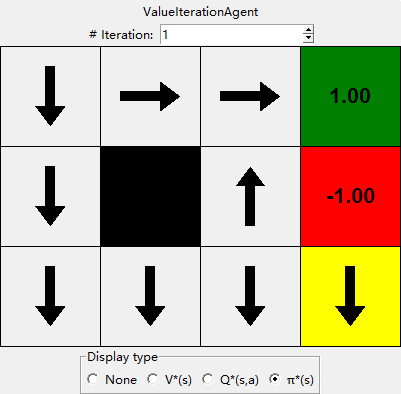 ValueIterationAgent
# Iteration: 1
1.00
-1.00
Display type
None V*(s) Q*(s,a) π*(s)